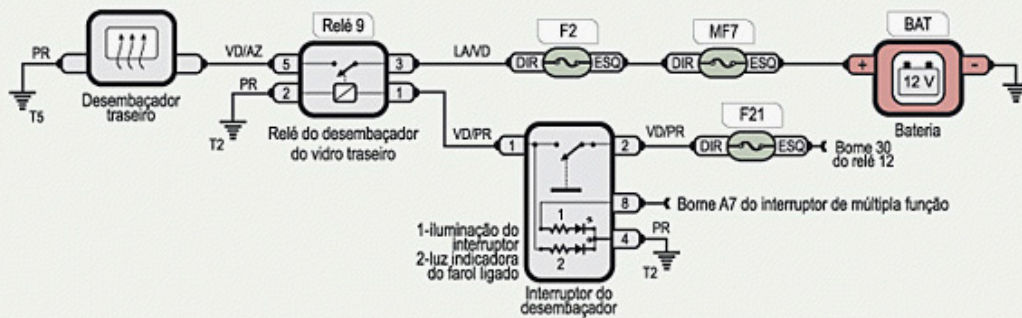 Relé 9
F2
MF7
BAT
PR
VD/AZ
5
3
LA/VD
DIR
ESQ
DIR
ESQ
+
-
12 V
T5
Desembaçador
traseiro
PR
2
1
T2
Relé do desembaçador
do vidro traseiro
VD/PR
Bateria
F21
1
2
VD/PR
DIR
ESQ
Borne 30
do relé 12
8
Borne A7 do interruptor de múltipla função
1
PR
4
2
T2
1-iluminação do
interruptor
2-luz indicadora
do farol ligado
Interruptor do
desembaçador